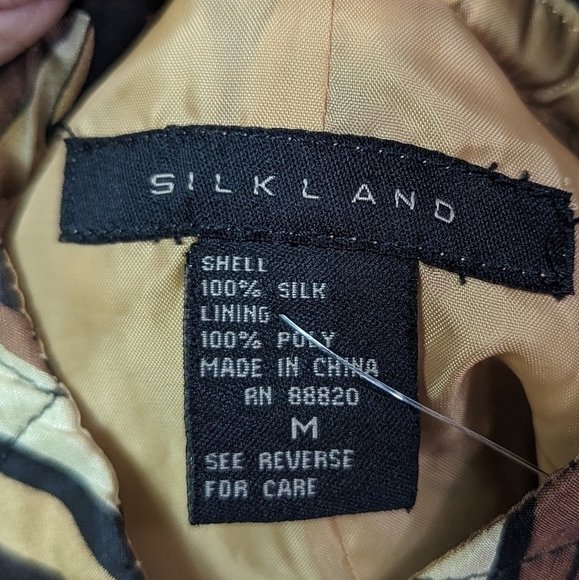 SILKLAND
SHELL
100% SILK
LINING
100% POLY
MADE IN CHINA
RN 88820
M
SEE REVERSE
FOR CARE